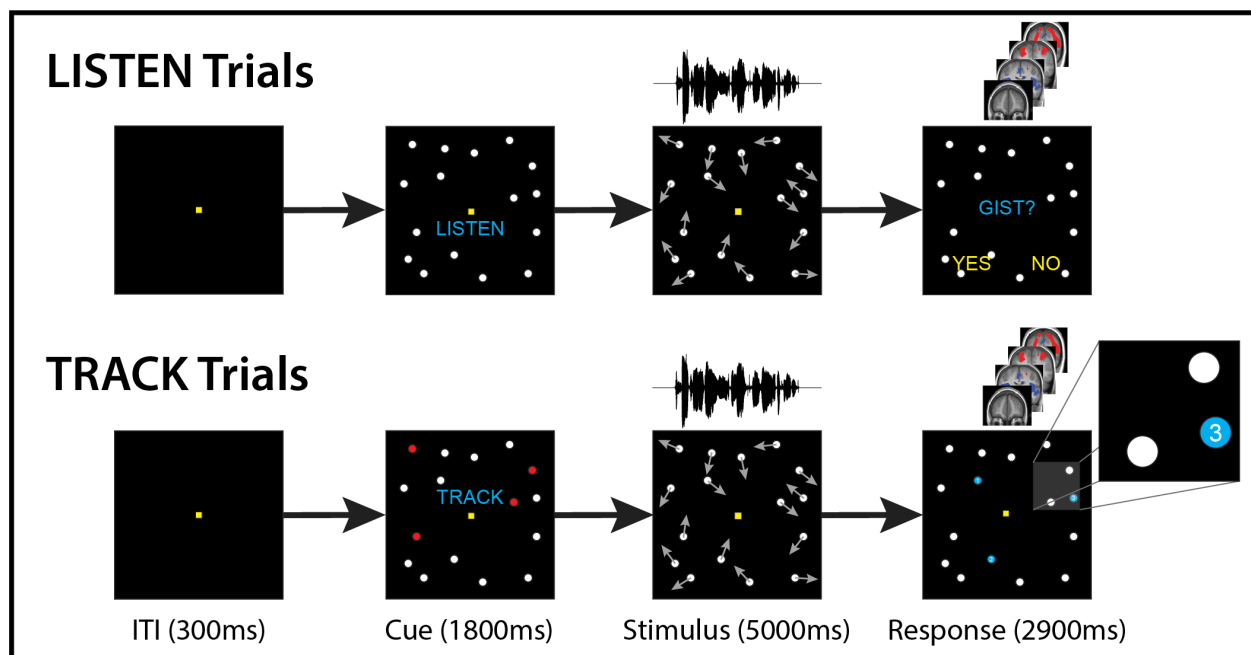 LISTEN Trials
LISTEN
GIST?
YES NO
TRACK Trials
TRACK
3
ITI (300ms) Cue (1800ms) Stimulus (5000ms) Response (2900ms)